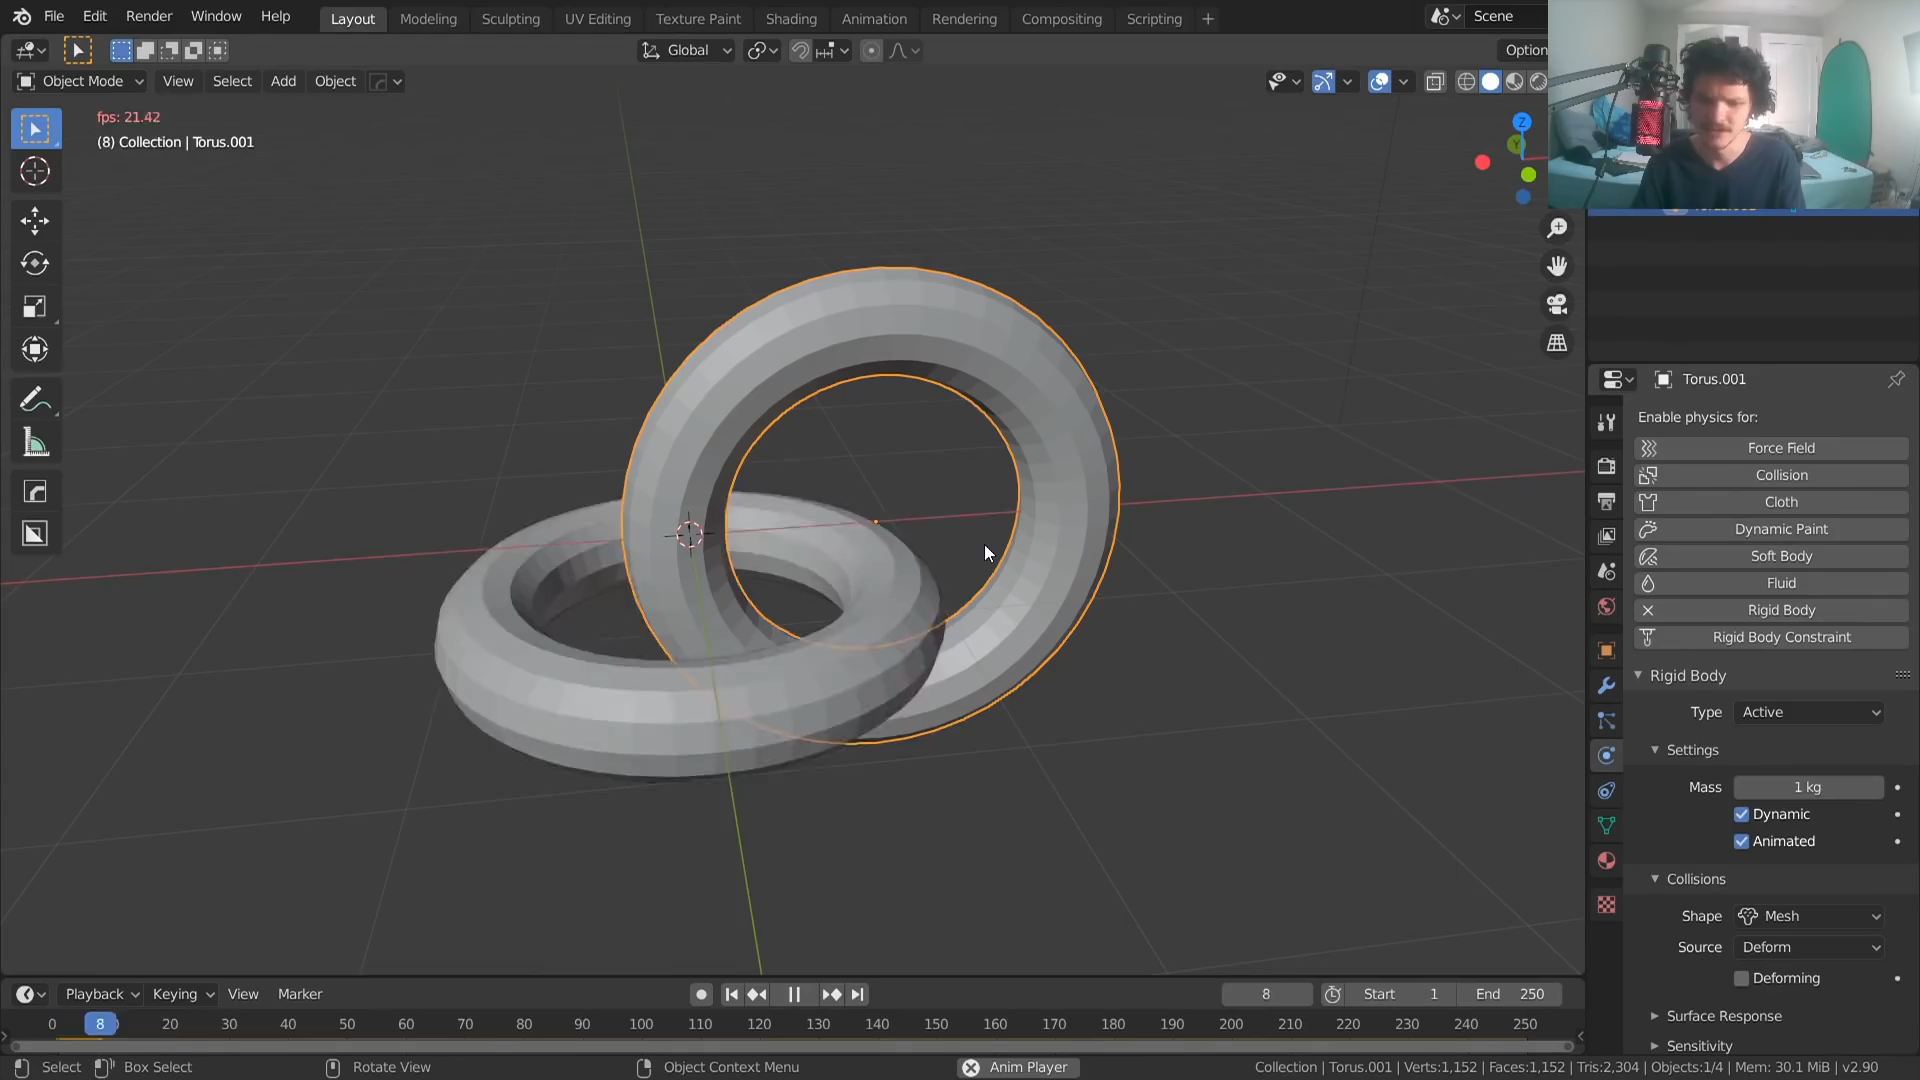 File Edit Render Window Help
Layout Modeling Sculpting UV Editing Texture Paint Shading Animation Rendering Compositing Scripting +
Scene
Global
Option
Object Mode View Select Add Object
fps: 21.42
(8) Collection | Torus.001
Z
Y
Torus.001
Enable physics for:
Force Field
Collision
Cloth
Dynamic Paint
Soft Body
Fluid
Rigid Body
Rigid Body Constraint
Rigid Body
Type Active
Settings
Mass 1 kg
Dynamic
Animated
Collisions
Shape Mesh
Source Deform
Deforming
Surface Response
Sensitivity
Playback Keying View Marker
8 Start 1 End 250
0 8 20 30 40 50 60 70 80 90 100 110 120 130 140 150 160 170 180 190 200 210 220 230 240 250
Select Box Select Rotate View Object Context Menu Anim Player Collection | Torus.001 | Verts:1,152 | Faces:1,152 | Tris:2,304 | Objects:1/4 | Mem: 30.1 MiB | v2.90